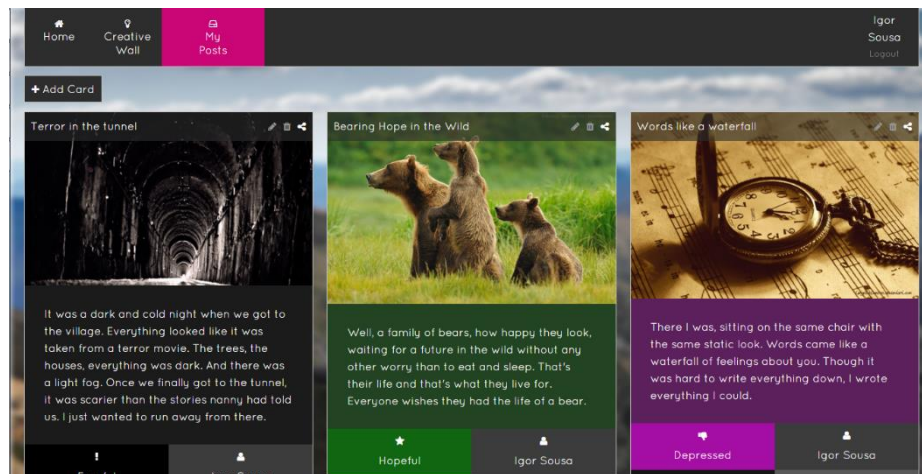 Home
Creative
Wall
My
Posts
Igor
Sousa
Logout
+ Add Card
Terror in the tunnel
It was a dark and cold night when we got to
the village. Everything looked like it was
taken from a terror movie. The trees, the
houses, everything was dark. And there was
a light fog. Once we finally got to the tunnel,
it was scarier than the stories nanny had told
us. I just wanted to run away from there.
Bearing Hope in the Wild
Well, a family of bears, how happy they look,
waiting for a future in the wild without any
other worry than to eat and sleep. That's
their life and that's what they live for.
Everyone wishes they had the life of a bear.
Hopeful
Igor Sousa
Words like a waterfall
There I was, sitting on the same chair with
the same static look. Words came like a
waterfall of feelings about you. Though it
was hard to write everything down, I wrote
everything I could.
Depressed
Igor Sousa